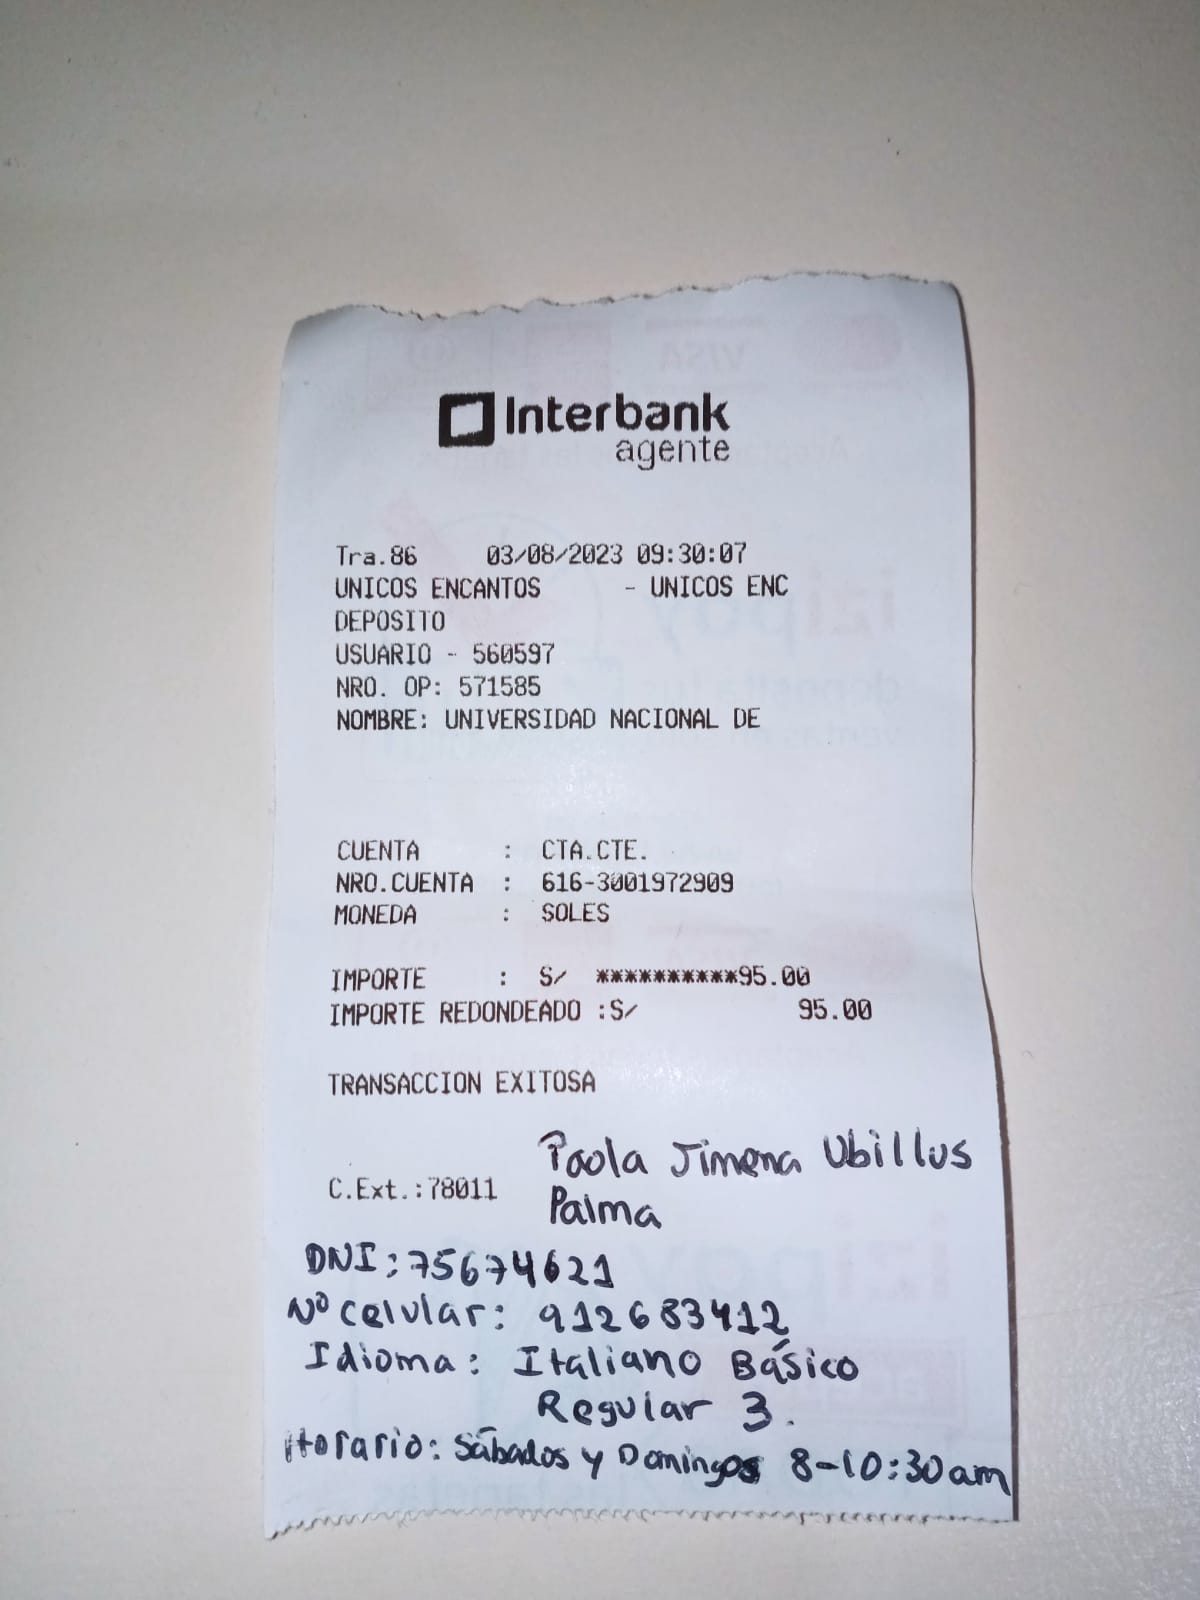 Interbank
agente
Tra.86 03/08/2023 09:30:07
UNICOS ENCANTOS - UNICOS ENC
DEPOSITO
USUARIO - 560597
NRO. OP: 571585
NOMBRE: UNIVERSIDAD NACIONAL DE
CUENTA : CTA.CTE.
NRO.CUENTA : 616-3001972909
MONEDA : SOLES
IMPORTE : S/ **********95.00
IMPORTE REDONDEADO :S/ 95.00
TRANSACCION EXITOSA
Paola Jimena Ubillus
C.Ext.:78011 Palma
DNI: 75674621
Nº celular: 912683412
Idioma: Italiano Básico
Regular 3.
Horario: Sábados y Domingos 8-10:30am